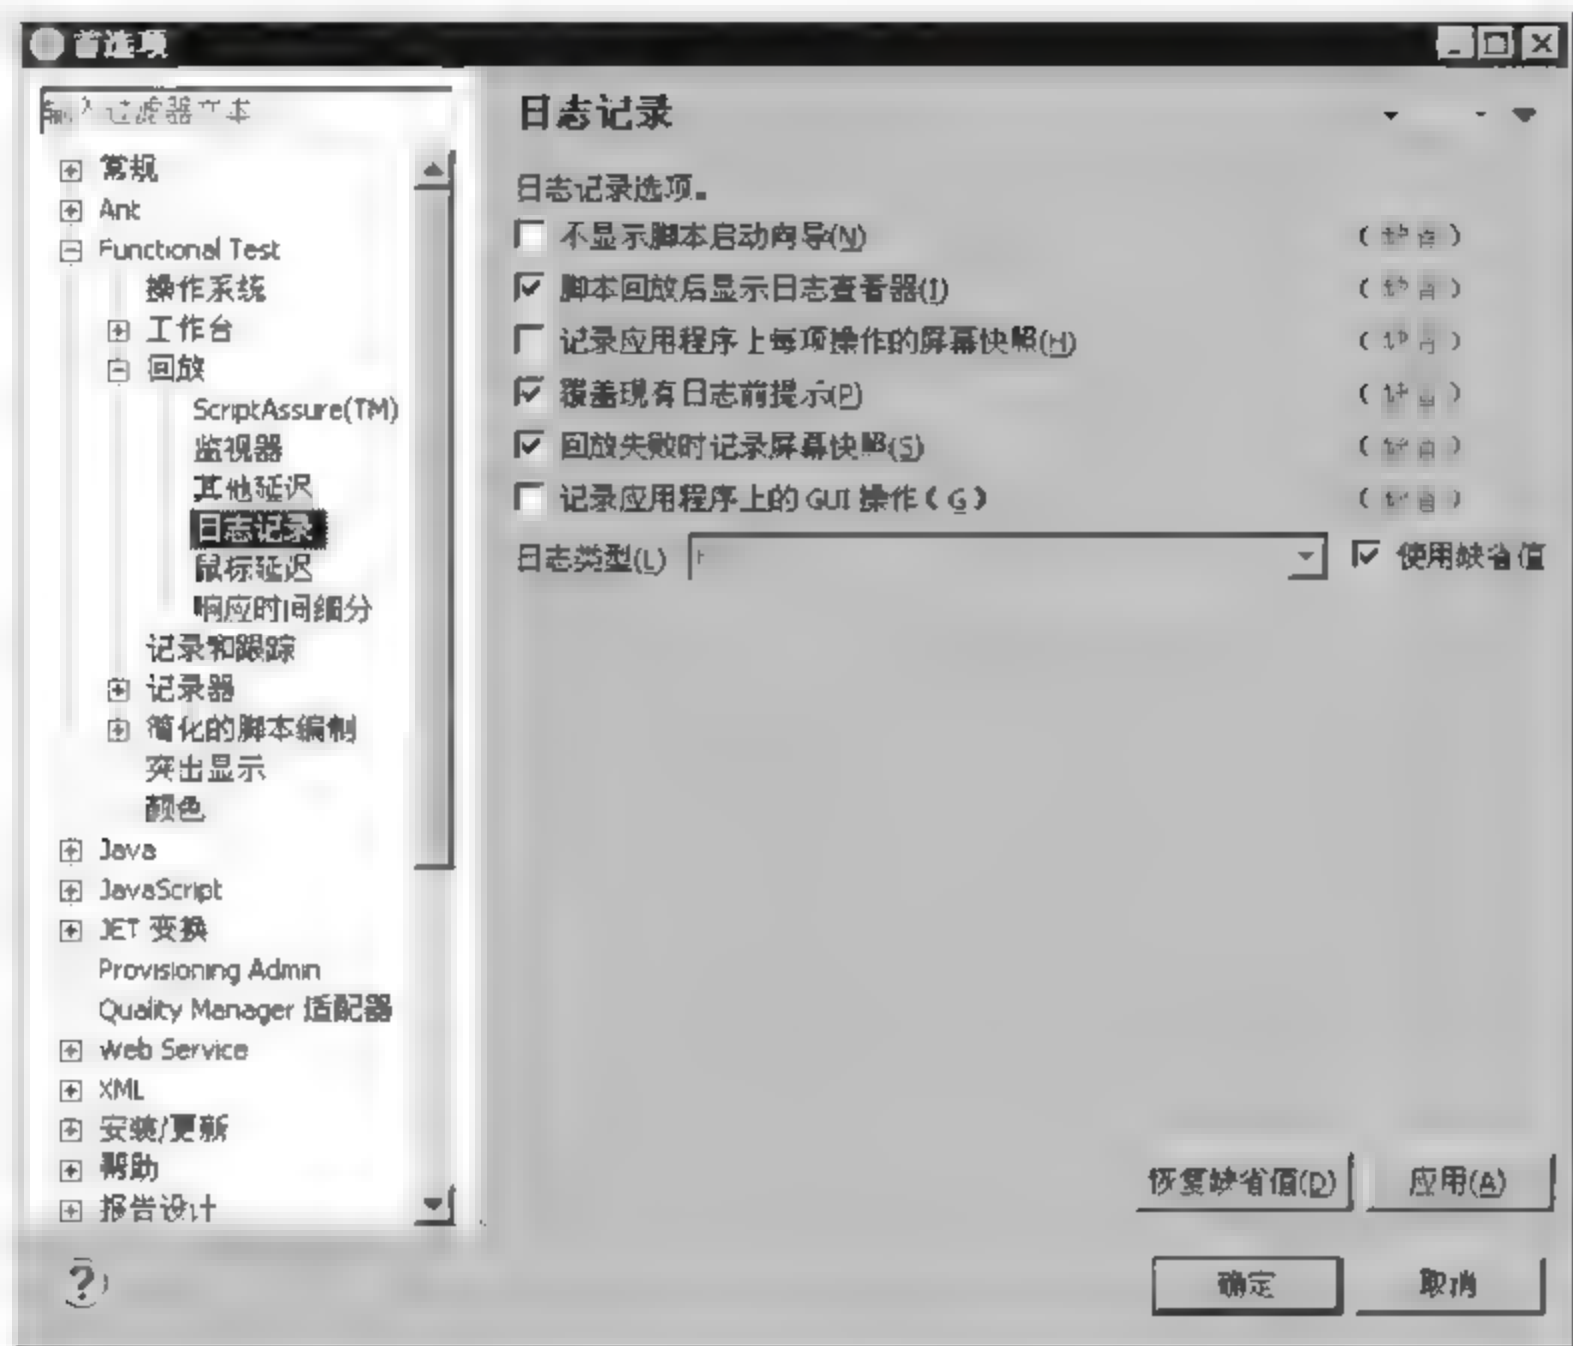 首选项
输入过滤器文本
常规
Ant
Functional Test
操作系统
工作台
回放
ScriptAssure(TM)
监视器
其他延迟
日志记录
鼠标延迟
响应时间细分
记录和跟踪
记录器
简化的脚本编制
突出显示
颜色
Java
JavaScript
JET 变换
Provisioning Admin
Quality Manager 适配器
Web Service
XML
安装/更新
帮助
报告设计
日志记录
日志记录选项。
不显示脚本启动向导(N)
脚本回放后显示日志查看器(I)
记录应用程序上每项操作的屏幕快照(H)
覆盖现有日志前提示(P)
回放失败时记录屏幕快照(S)
记录应用程序上的 GUI 操作(G)
日志类型(L)
使用缺省值
恢复缺省值(D)
应用(A)
确定
取消